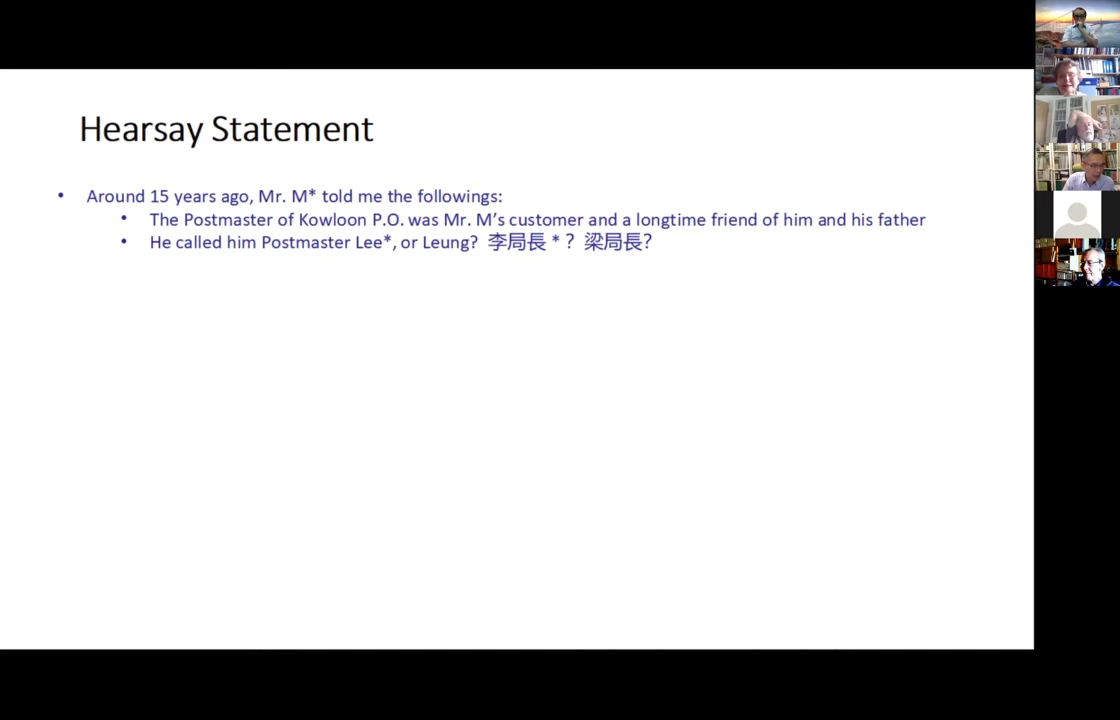 Hearsay Statement
• Around 15 years ago, Mr. M* told me the followings:
• The Postmaster of Kowloon P.O. was Mr. M's customer and a longtime friend of him and his father
• He called him Postmaster Lee*, or Leung? 李局長 * ? 梁局長?